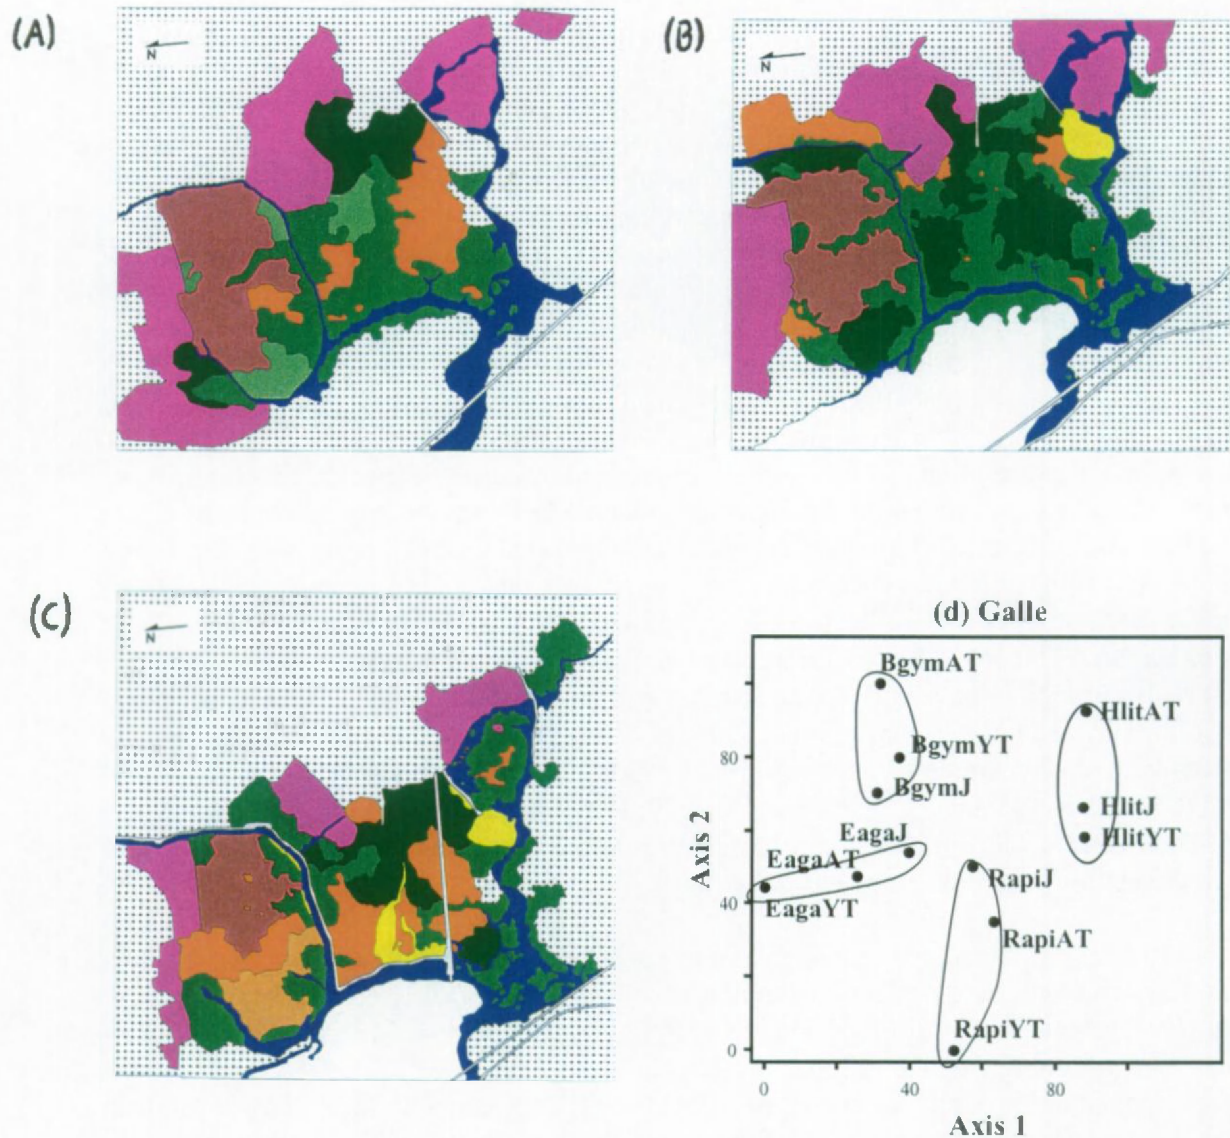 (A)
N
(B)
N
(C)
N
(d) Galle
BgymAT
HlitAT
BgymYT
80
BgymJ
HlitJ
HlitYT
EagaJ
EagaAT
RapiJ
EagaYT
40
RapiAT
RapiYT
0
0 40 80
Axis 1
Axis 2